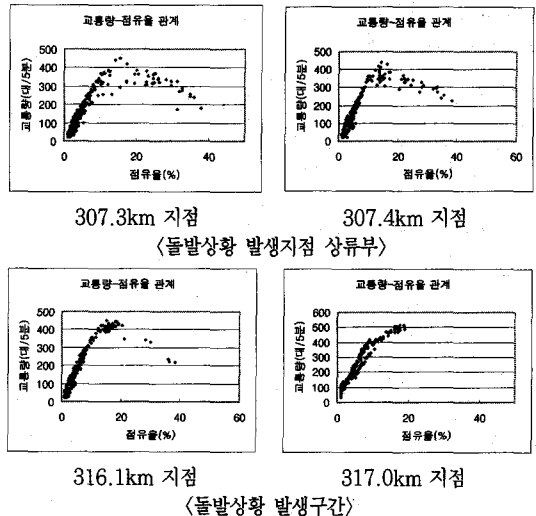 교통량-점유율 관계
교통량(대/5분)
500
400
300
200
100
0
0 20 40
점유율(%)
307.3km 지점
교통량-점유율 관계
교통량(대/5분)
500
400
300
200
100
0
0 20 40 60
점유율(%)
307.4km 지점
〈돌발상황 발생지점 상류부〉
교통량-점유율 관계
교통량(대/5분)
500
400
300
200
100
0
0 20 40 60
점유율(%)
316.1km 지점
교통량-점유율 관계
교통량(대/5분)
600
500
400
300
200
100
0
0 20 40
점유율(%)
317.0km 지점
〈돌발상황 발생구간〉